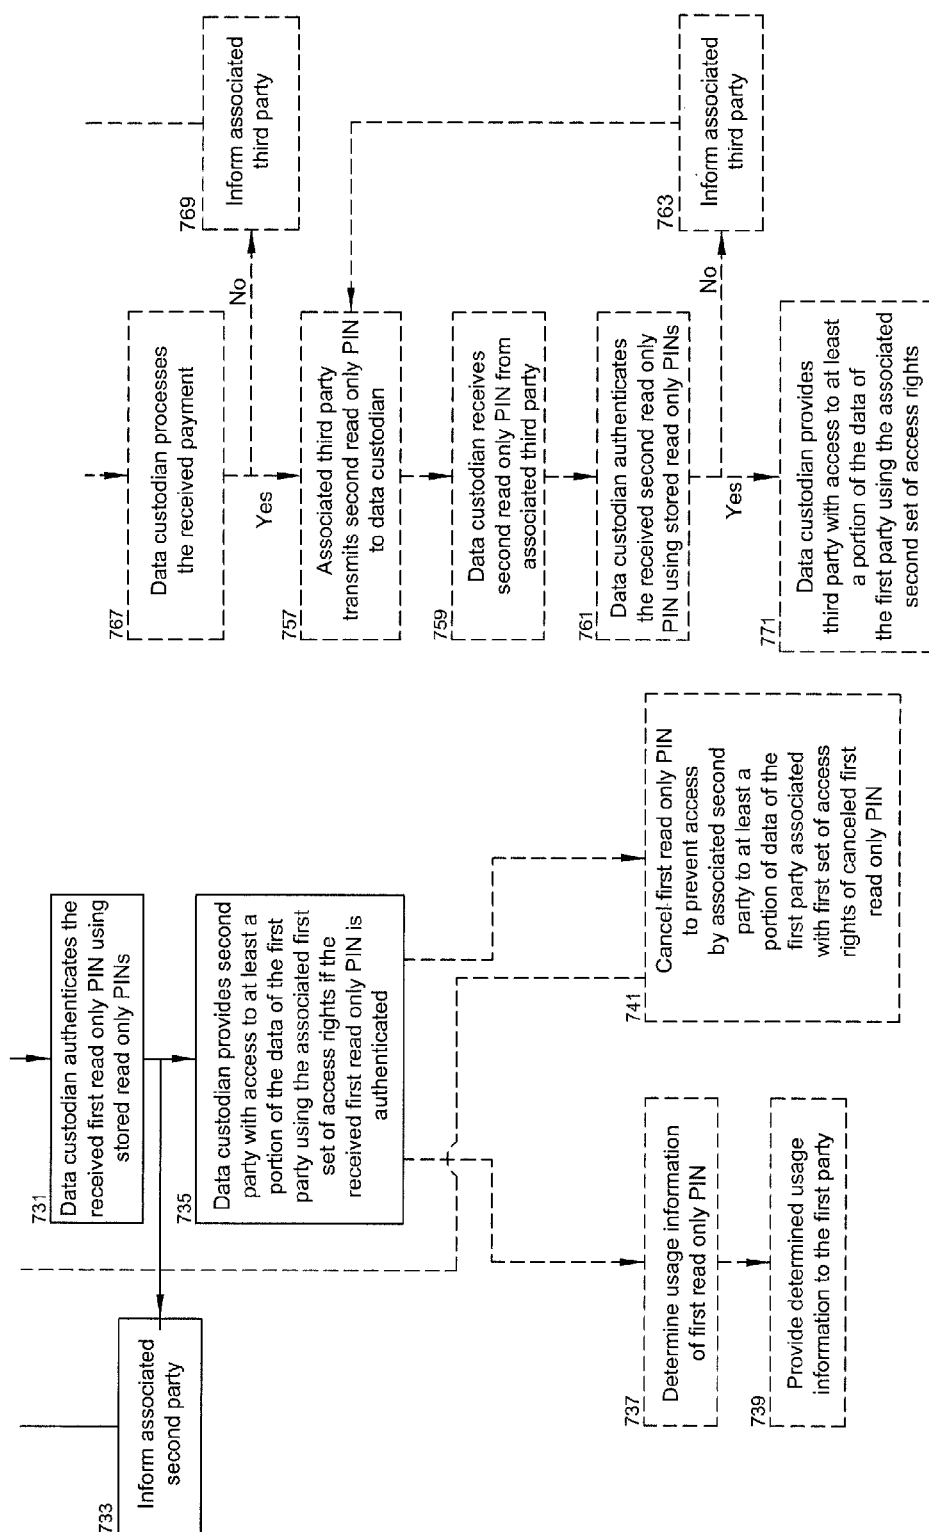 733
Inform associated
second party
731
Data custodian authenticates the
received first read only PIN using
stored read only PINs
735
Data custodian provides second
party with access to at least a
portion of the data of the first
party using the associated first
set of access rights if the
received first read only PIN is
authenticated
737
Determine usage information
of first read only PIN
739
Provide determined usage
information to the first party
741
Cancel first read only PIN
to prevent access
by associated second
party to at least a
portion of data of the
first party associated
with first set of access
rights of canceled first
read only PIN
767
Data custodian processes
the received payment
No
769
Inform associated
third party
Yes
757
Associated third party
transmits second read only PIN
to data custodian
759
Data custodian receives
second read only PIN from
associated third party
761
Data custodian authenticates
the received second read only
PIN using stored read only PINs
No
763
Inform associated
third party
Yes
771
Data custodian provides
third party with access to at least
a portion of the data of
the first party using the associated
second set of access rights